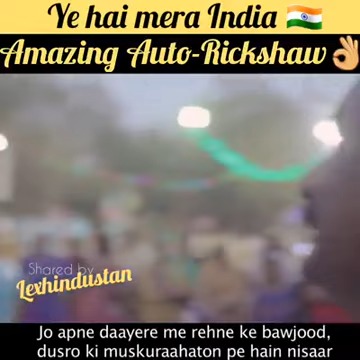 Ye hai mera India 🇮🇳
Amazing Auto-Rickshaw👌
Shared by
Lexhindustan
Jo apne daayere me rehne ke bawjood,
dusro ki muskuraahaton pe hain nisaar